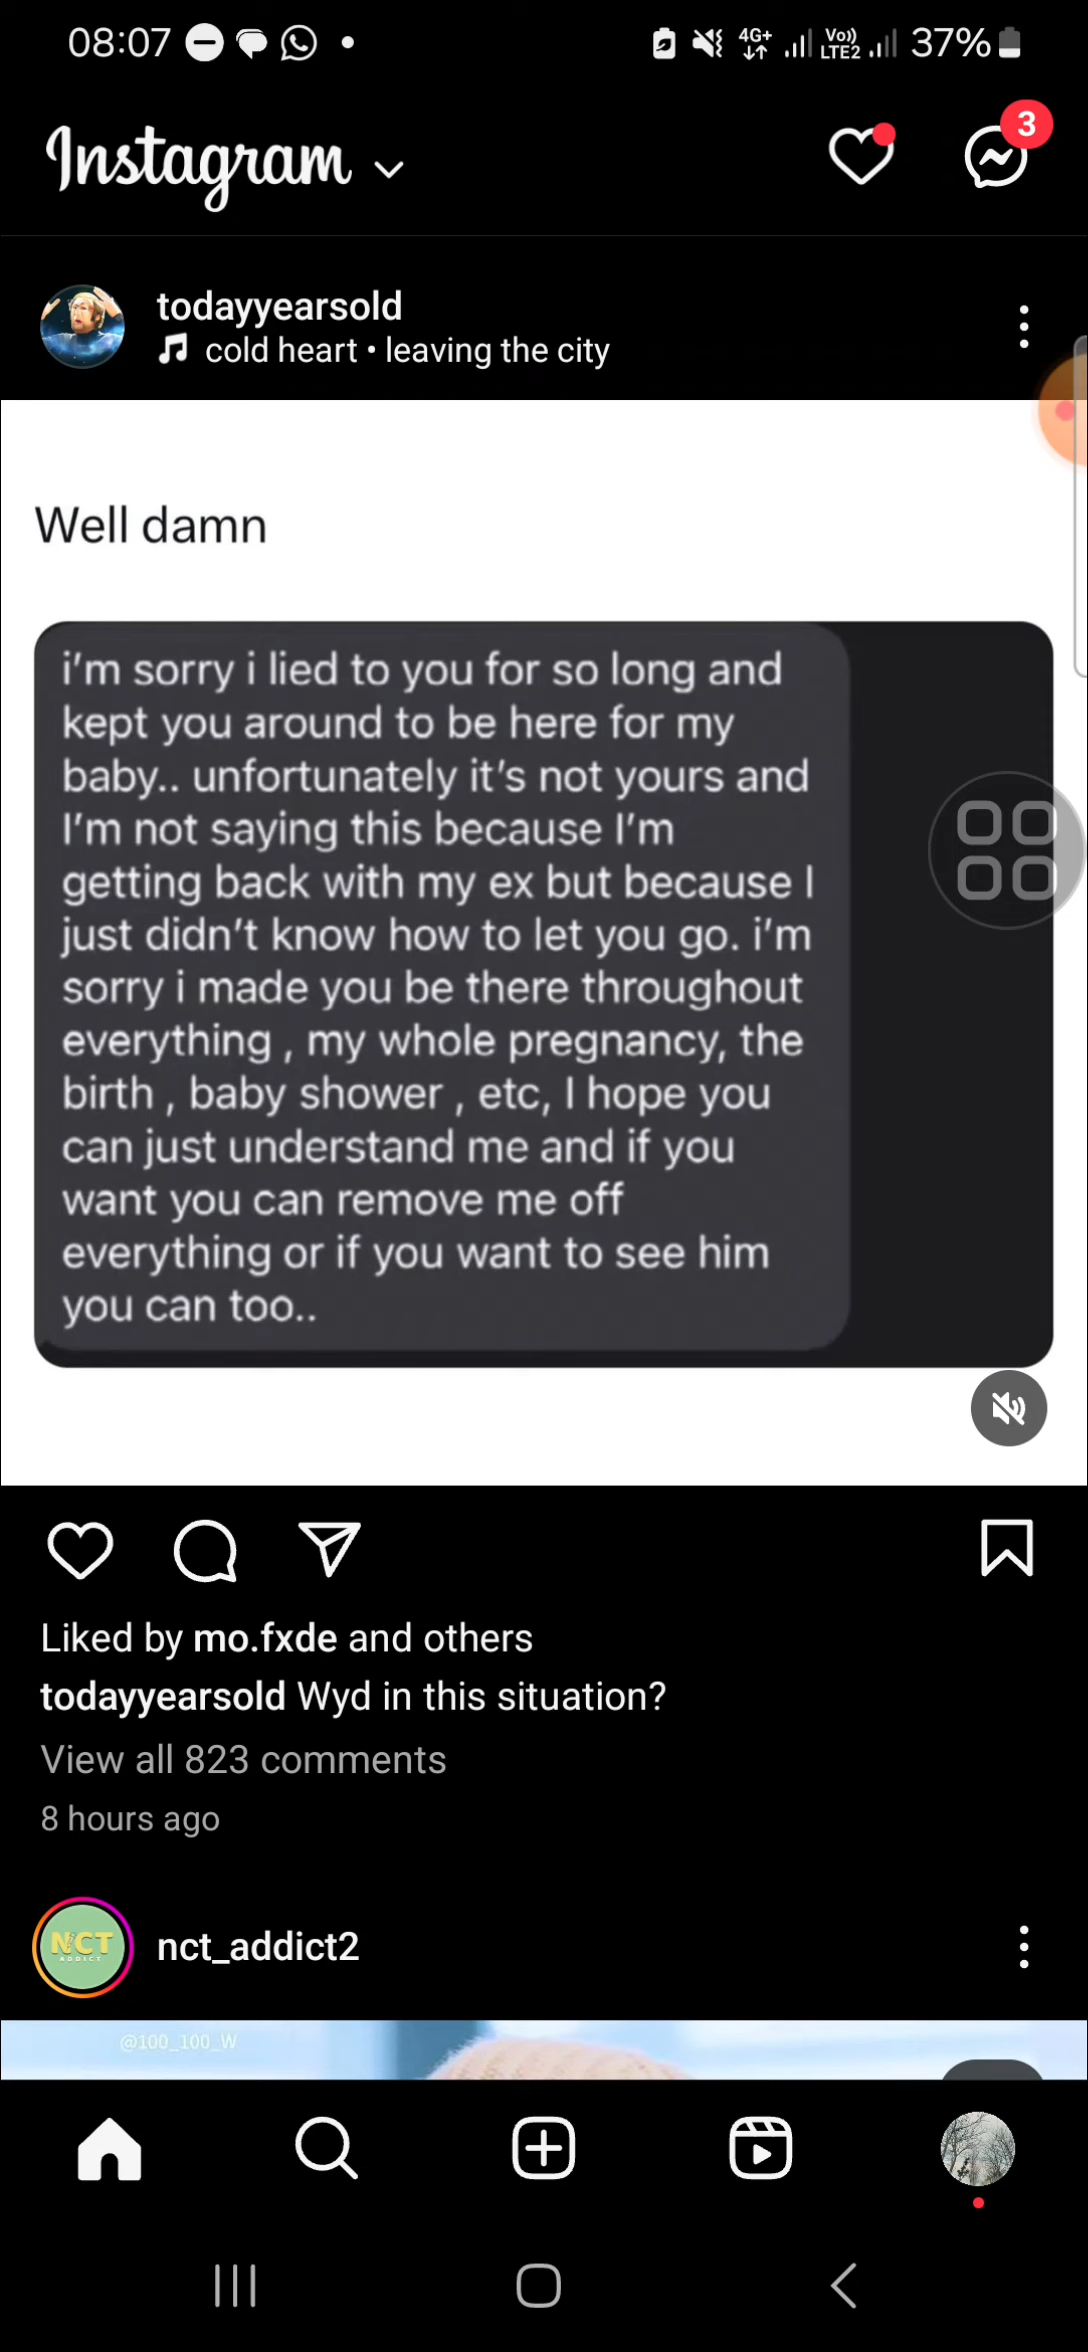 08:07
4G+
Vo))
LTE2
37%
Instagram
3
todayyearsold
cold heart • leaving the city
Well damn
i'm sorry i lied to you for so long and
kept you around to be here for my
baby.. unfortunately it's not yours and
I'm not saying this because I'm
getting back with my ex but because I
just didn't know how to let you go. i'm
sorry i made you be there throughout
everything , my whole pregnancy, the
birth , baby shower , etc, I hope you
can just understand me and if you
want you can remove me off
everything or if you want to see him
you can too..
Liked by mo.fxde and others
todayyearsold Wyd in this situation?
View all 823 comments
8 hours ago
NCT
ADDICT
nct_addict2
@100_100_W